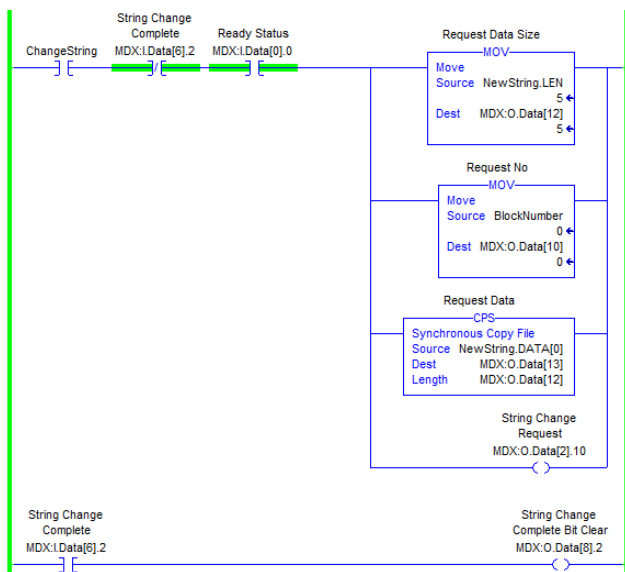 String Change
Complete
Ready Status
ChangeString
MDX:I.Data[6].2
MDX:I.Data[0].0
Request Data Size
MOV
Move
Source NewString.LEN
5
Dest MDX:O.Data[12]
5
Request No
MOV
Move
Source BlockNumber
0
Dest MDX:O.Data[10]
0
Request Data
CPS
Synchronous Copy File
Source NewString.DATA[0]
Dest MDX:O.Data[13]
Length MDX:O.Data[12]
String Change
Request
MDX:O.Data[2].10
String Change
Complete
MDX:I.Data[6].2
String Change
Complete Bit Clear
MDX:O.Data[8].2